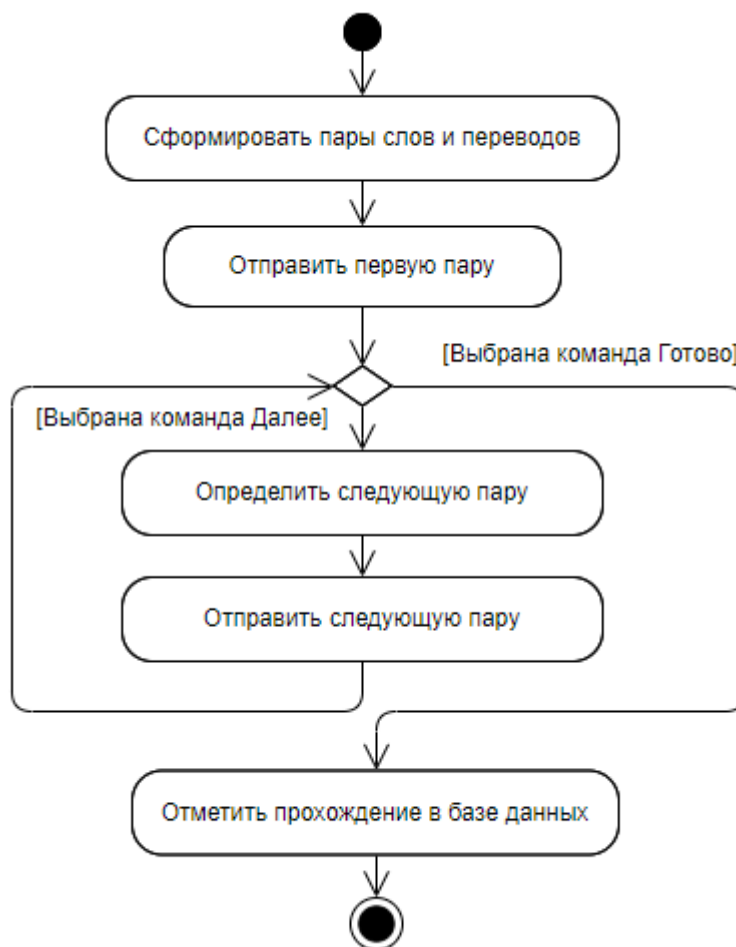 Сформировать пары слов и переводов
Отправить первую пару
[Выбрана команда Готово]
[Выбрана команда Далее]
Определить следующую пару
Отправить следующую пару
Отметить прохождение в базе данных